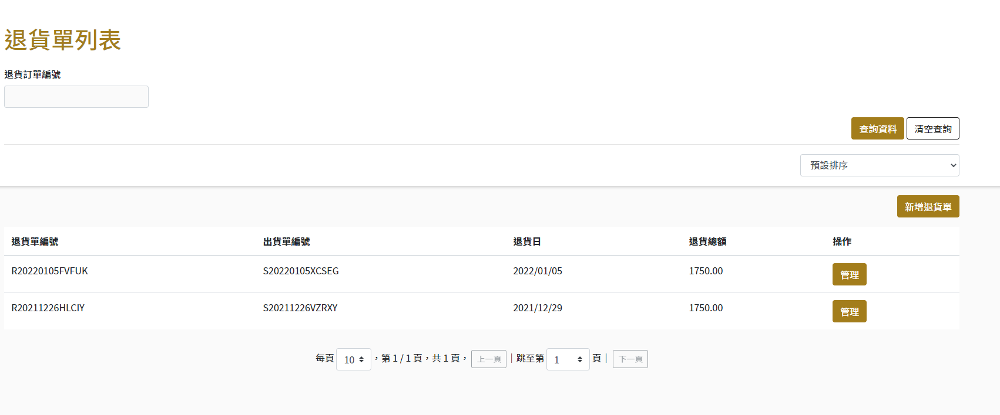 退貨單列表
退貨訂單編號
查詢資料 清空查詢
預設排序
新增退貨單
退貨單編號 出貨單編號 退貨日 退貨總額 操作
R20220105FVFUK S20220105XCSEG 2022/01/05 1750.00 管理
R20211226HLCIY S20211226VZRXY 2021/12/29 1750.00 管理
每頁 10 ，第 1 / 1 頁，共 1 頁， 上一頁 ｜跳至第 1 頁｜ 下一頁